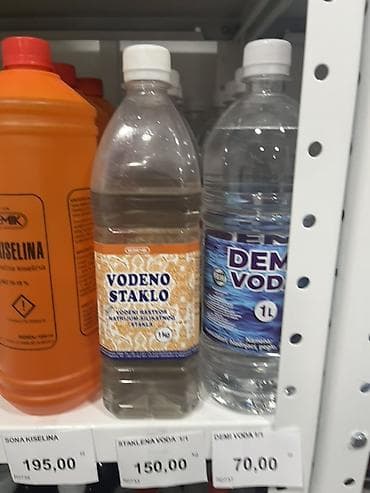 KISELINA
VODENO
STAKLO
VODENI RASTVOR
NATRIJUM-SILIKATNOG
STAKLA
1kg
DEM
VODA
1L
SONA KISELINA
195,00
STAKLENA VODA 1/1
150,00
DEMI VODA 1/1
70,00